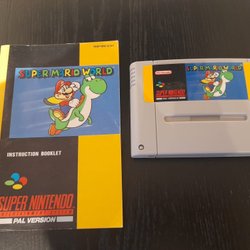 SUPER MARIO WORLD
INSTRUCTION BOOKLET
SUPER NINTENDO
ENTERTAINMENT SYSTEM
PAL VERSION
SUPER MARIO WORLD
SUPER NINTENDO